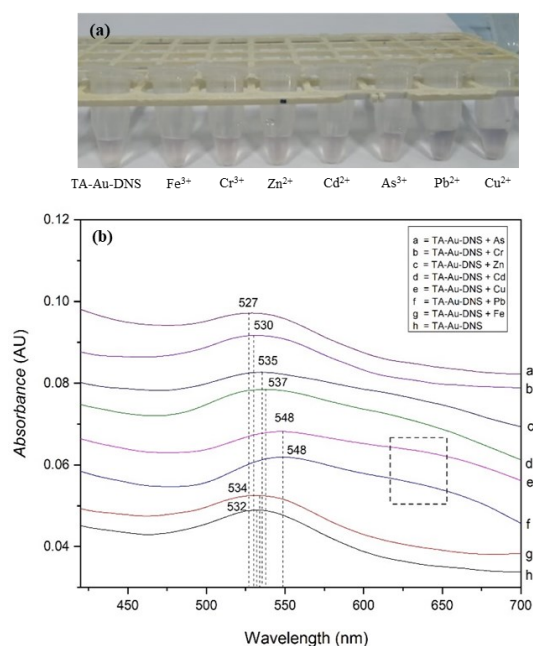 (a)
TA-Au-DNS Fe³⁺ Cr³⁺ Zn²⁺ Cd²⁺ As³⁺ Pb²⁺ Cu²⁺
(b)
a = TA-Au-DNS + As
b = TA-Au-DNS + Cr
c = TA-Au-DNS + Zn
d = TA-Au-DNS + Cd
e = TA-Au-DNS + Cu
f = TA-Au-DNS + Pb
g = TA-Au-DNS + Fe
h = TA-Au-DNS
0.12
0.10
0.08
0.06
0.04
Absorbance (AU)
527
530
535
537
548
548
534
532
a
b
c
d
e
f
g
h
450 500 550 600 650 700
Wavelength (nm)